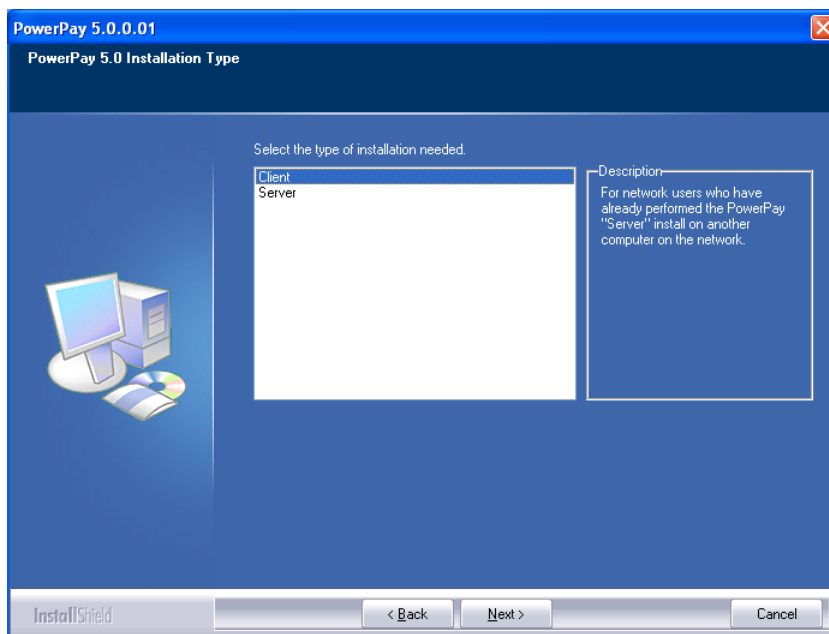 PowerPay 5.0.0.01
PowerPay 5.0 Installation Type
Select the type of installation needed.
Client
Server
Description
For network users who have
already performed the PowerPay
"Server" install on another
computer on the network.
InstallShield
< Back
Next >
Cancel